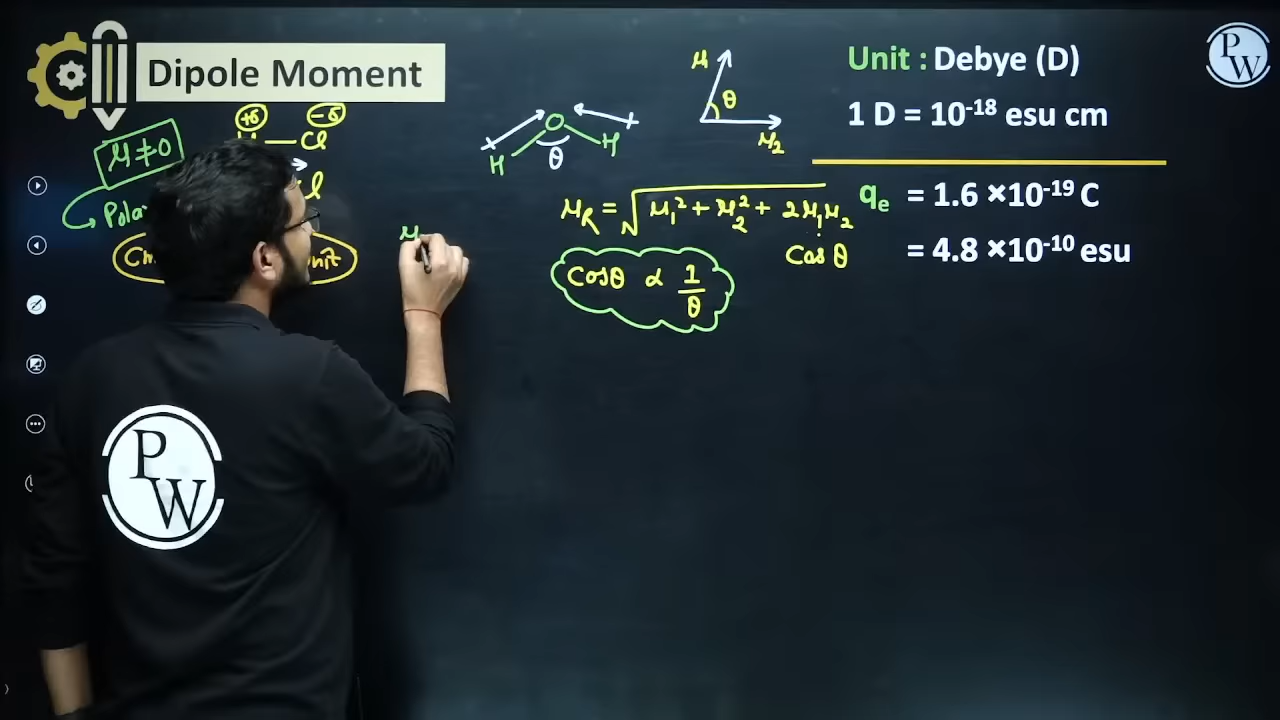 Dipole Moment
+δ -δ
Cl
μ ≠ 0
μ
H O H
θ
μ
θ
μ₂
μR = √μ₁² + μ₂² + 2μ₁μ₂
cos θ
cosθ ∝ 1/θ
Unit : Debye (D)
1 D = 10⁻¹⁸ esu cm
qₑ = 1.6 ×10⁻¹⁹ C
= 4.8 ×10⁻¹⁰ esu
PW
PW